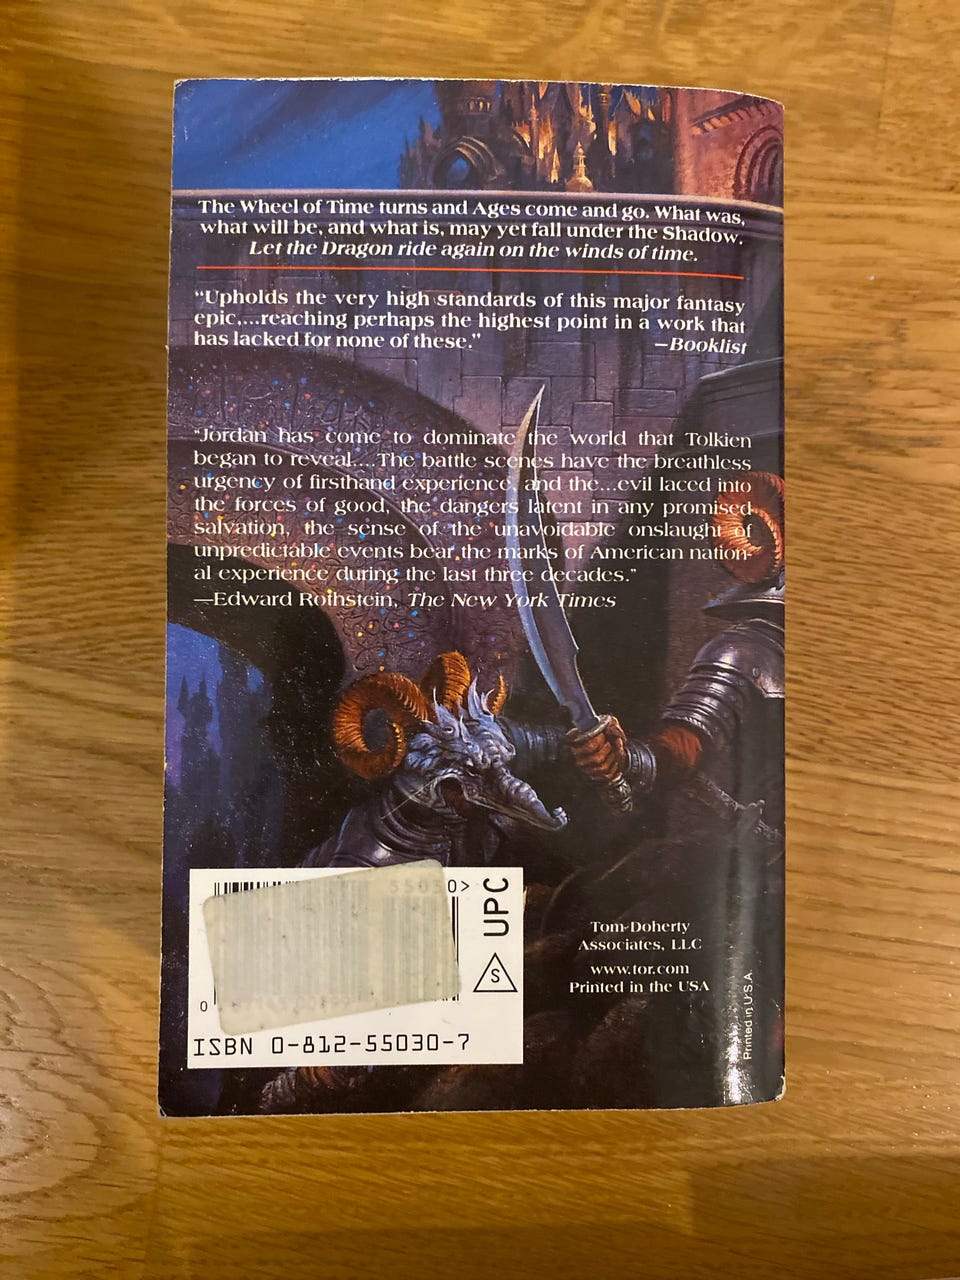 The Wheel of Time turns and Ages come and go. What was,
what will be, and what is, may yet fall under the Shadow.
Let the Dragon ride again on the winds of time.
“Upholds the very high standards of this major fantasy
epic,...reaching perhaps the highest point in a work that
has lacked for none of these.” —Booklist
“Jordan has come to dominate the world that Tolkien
began to reveal....The battle scenes have the breathless
urgency of firsthand experience, and the...evil laced into
the forces of good, the dangers latent in any promised
salvation, the sense of the unavoidable onslaught of
unpredictable events bear the marks of American nation-
al experience during the last three decades.”
—Edward Rothstein, The New York Times
55030>
UPC
S
0
ISBN 0-812-55030-7
Tom Doherty
Associates, LLC
www.tor.com
Printed in the USA
Printed in U.S.A.